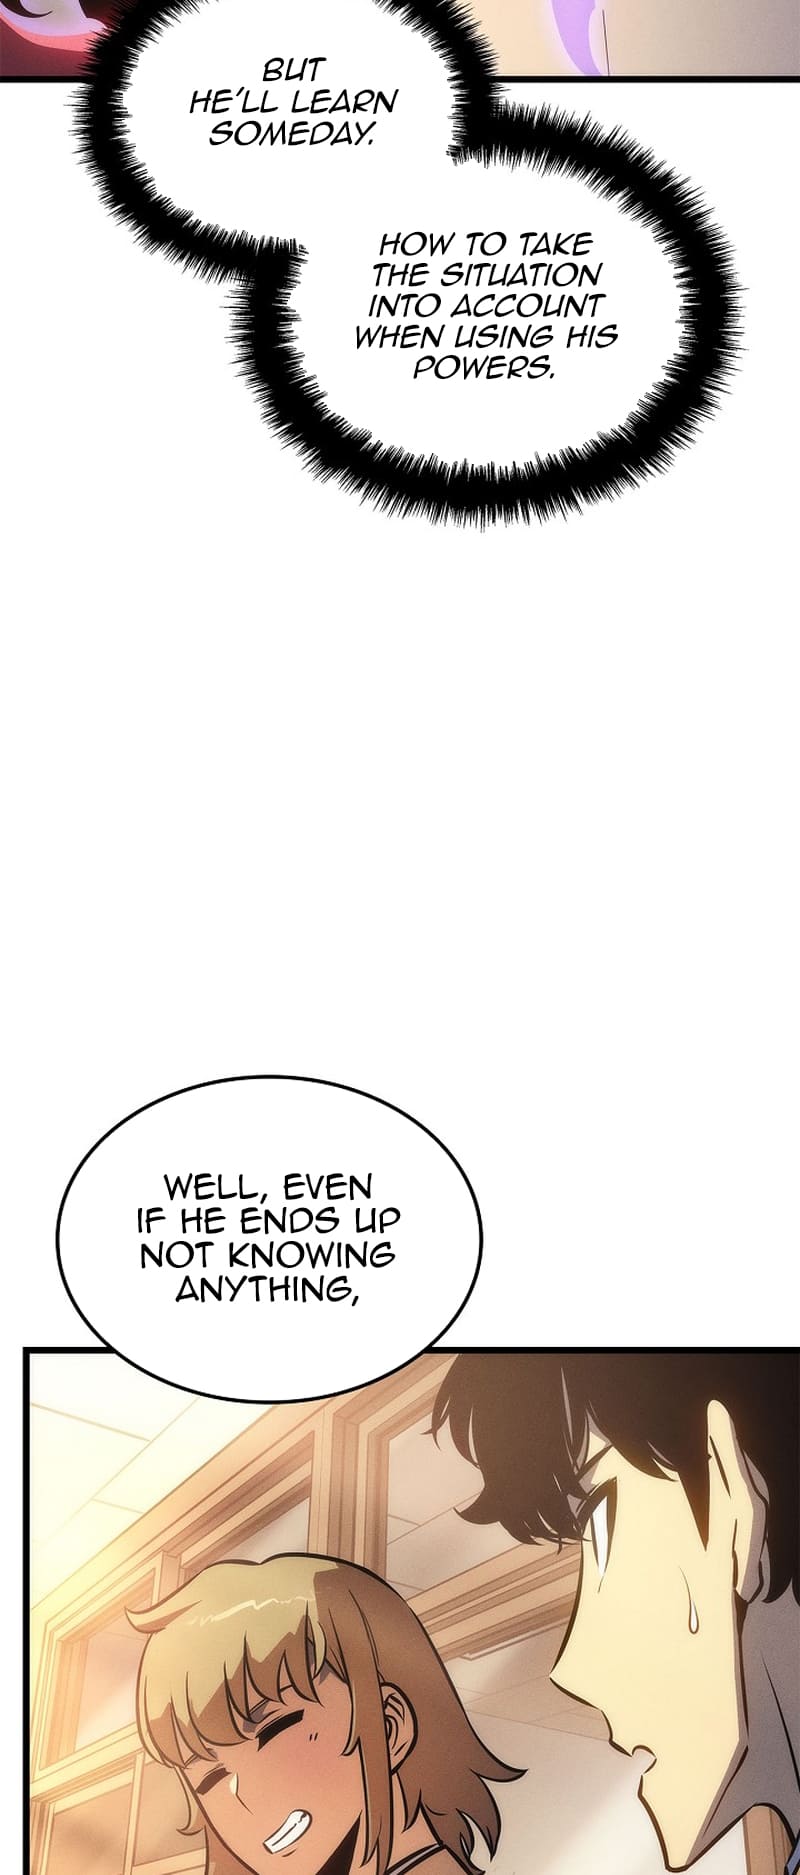 BUT
HE'LL LEARN
SOMEDAY.
HOW TO TAKE
THE SITUATION
INTO ACCOUNT
WHEN USING HIS
POWERS.
WELL, EVEN
IF HE ENDS UP
NOT KNOWING
ANYTHING,